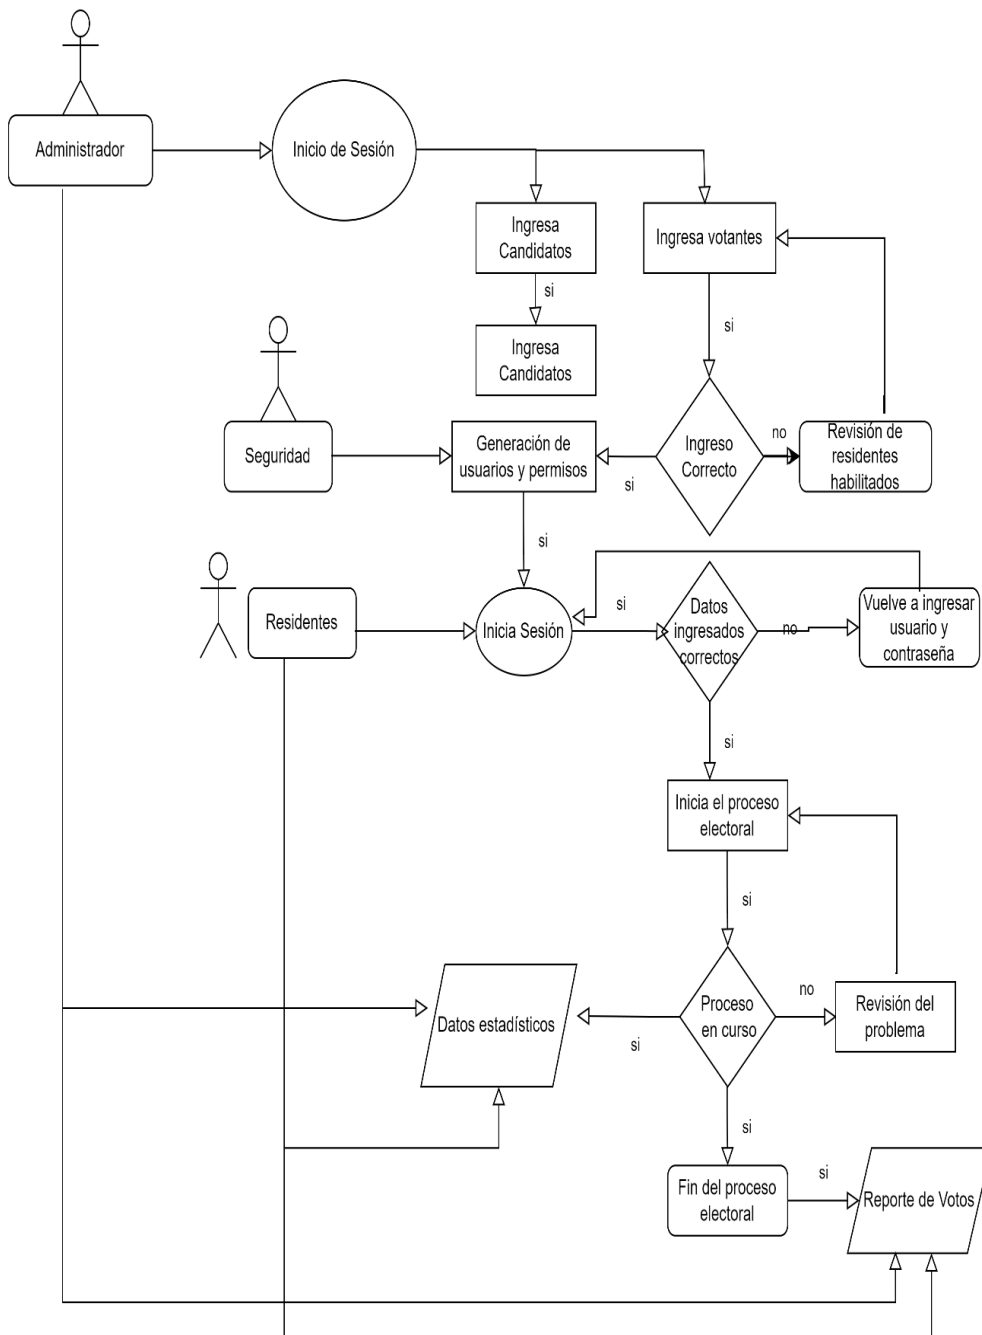 Administrador
Inicio de Sesión
Ingresa
Candidatos
Ingresa votantes
si
si
Ingresa
Candidatos
Seguridad
Generación de
usuarios y permisos
si
Ingreso
Correcto
no
Revisión de
residentes
habilitados
si
Residentes
Inicia Sesión
si
Datos
ingresados
correctos
no
Vuelve a ingresar
usuario y
contraseña
si
Inicia el proceso
electoral
si
Datos estadísticos
si
Proceso
en curso
no
Revisión del
problema
si
Fin del proceso
electoral
si
Reporte de Votos